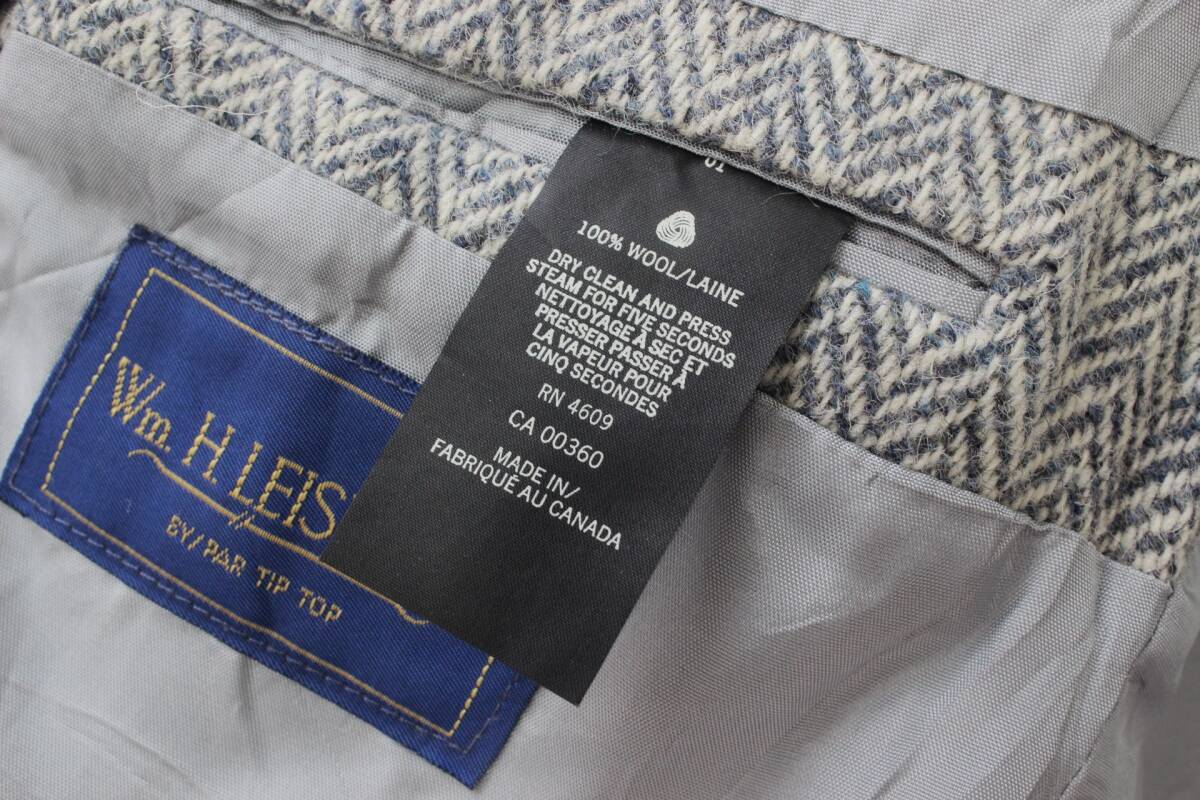 01
100% WOOL/LAINE
DRY CLEAN AND PRESS
STEAM FOR FIVE SECONDS
NETTOYAGE À SEC ET
PRESSER PASSER À
LA VAPEUR POUR
CINQ SECONDES
RN 4609
CA 00360
MADE IN/
FABRIQUÉ AU CANADA
Wm. H. LEIS
BY/PAR TIP TOP